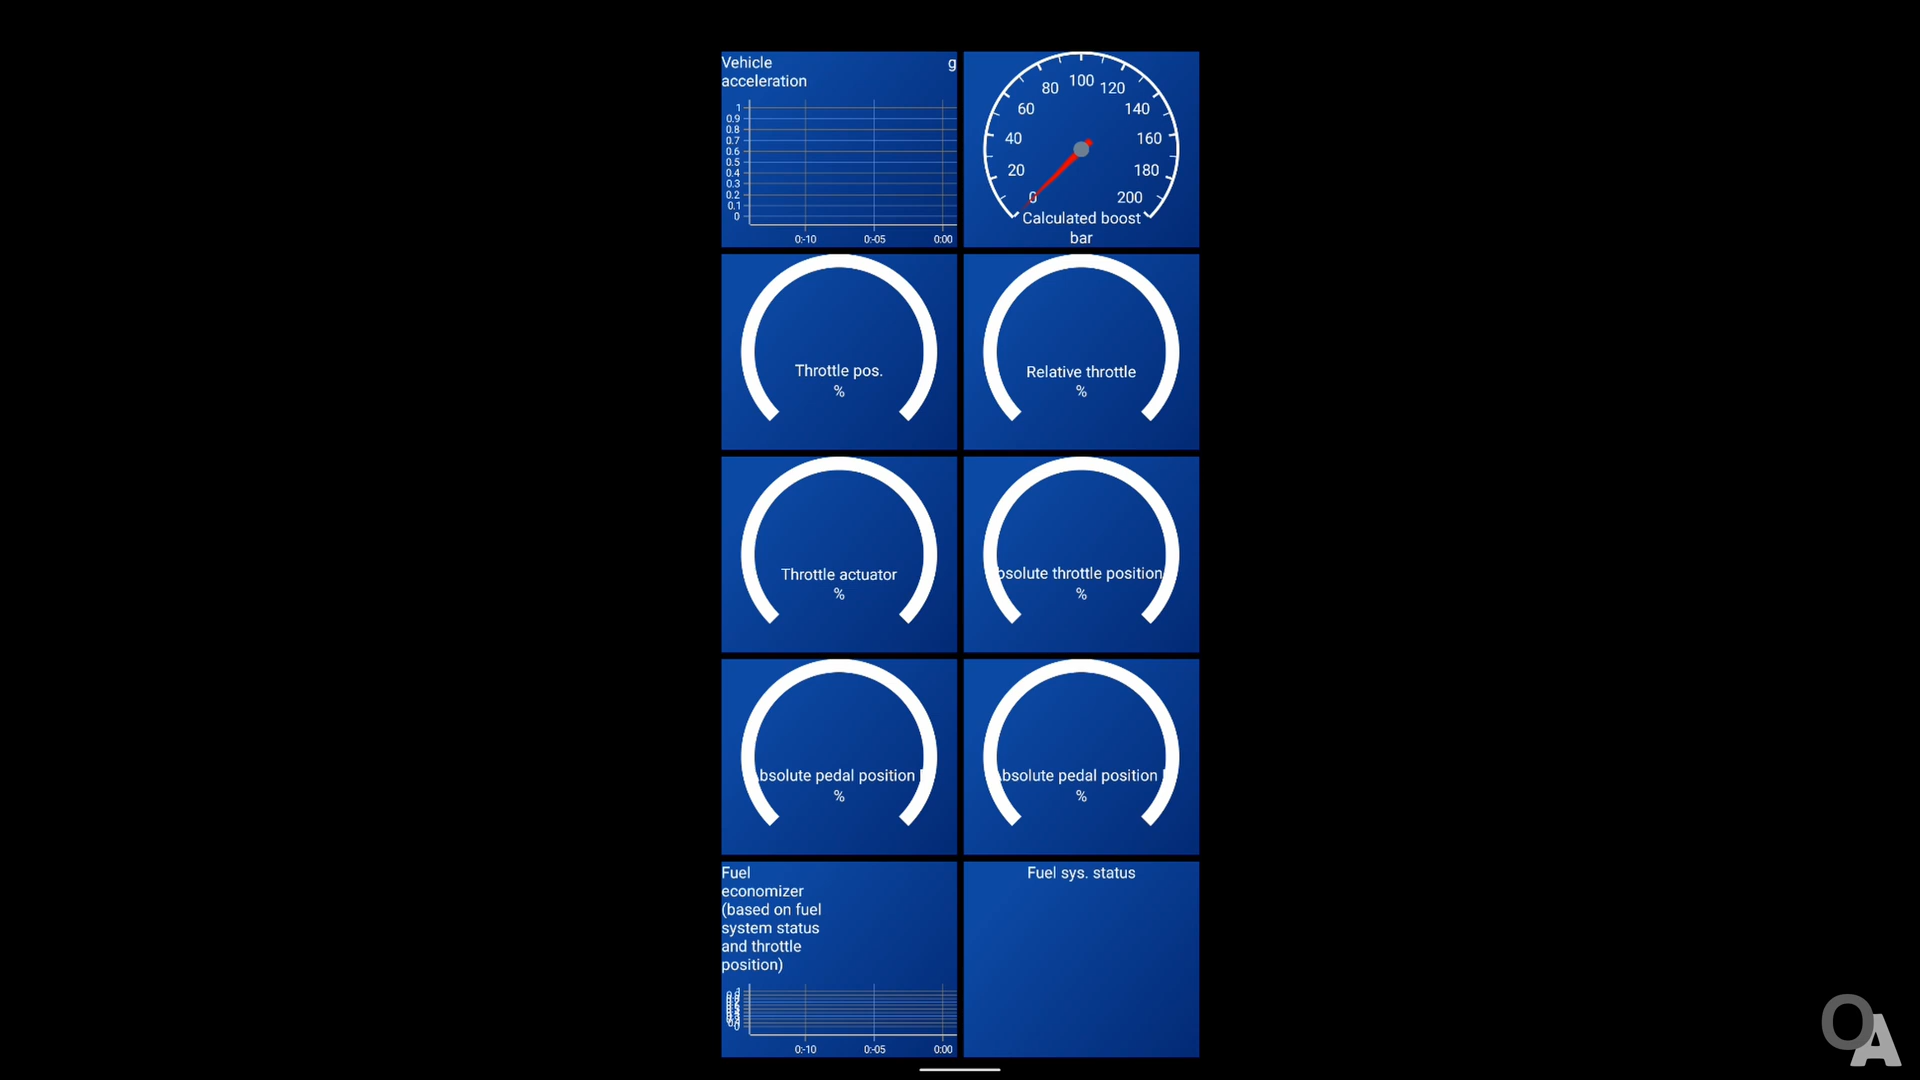 Vehicle
acceleration
g
1
0.9
0.8
0.7
0.6
0.5
0.4
0.3
0.2
0.1
0
0:-10 0:-05 0:00
0 20 40 60 80 100 120 140 160 180 200
Calculated boost
bar
Throttle pos.
%
Relative throttle
%
Throttle actuator
%
bsolute throttle position
%
bsolute pedal position
%
bsolute pedal position
%
Fuel
economizer
(based on fuel
system status
and throttle
position)
0:-10 0:-05 0:00
Fuel sys. status
OA